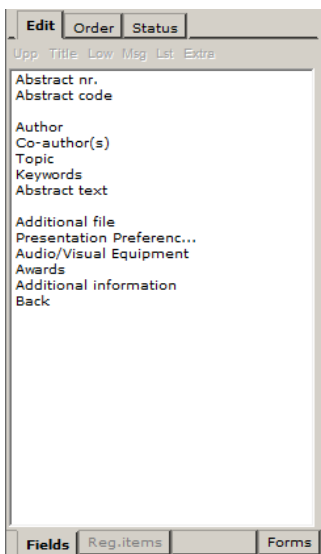 Edit Order Status
Upp Title Low Msg Lst Extra
Abstract nr.
Abstract code
Author
Co-author(s)
Topic
Keywords
Abstract text
Additional file
Presentation Preferenc...
Audio/Visual Equipment
Awards
Additional information
Back
Fields Reg.items Forms